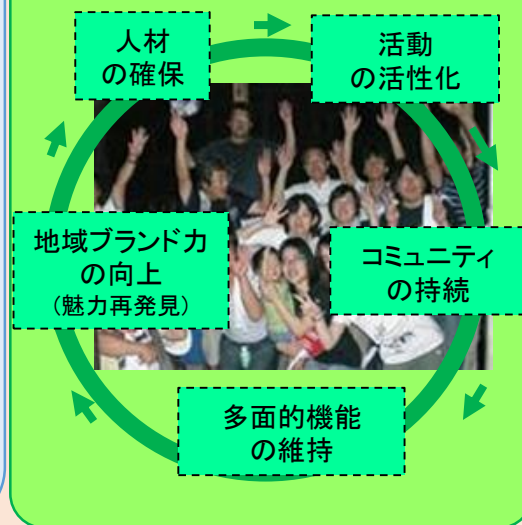 人材
の確保
活動
の活性化
地域ブランド力
の向上
(魅力再発見)
コミュニティ
の持続
多面的機能
の維持